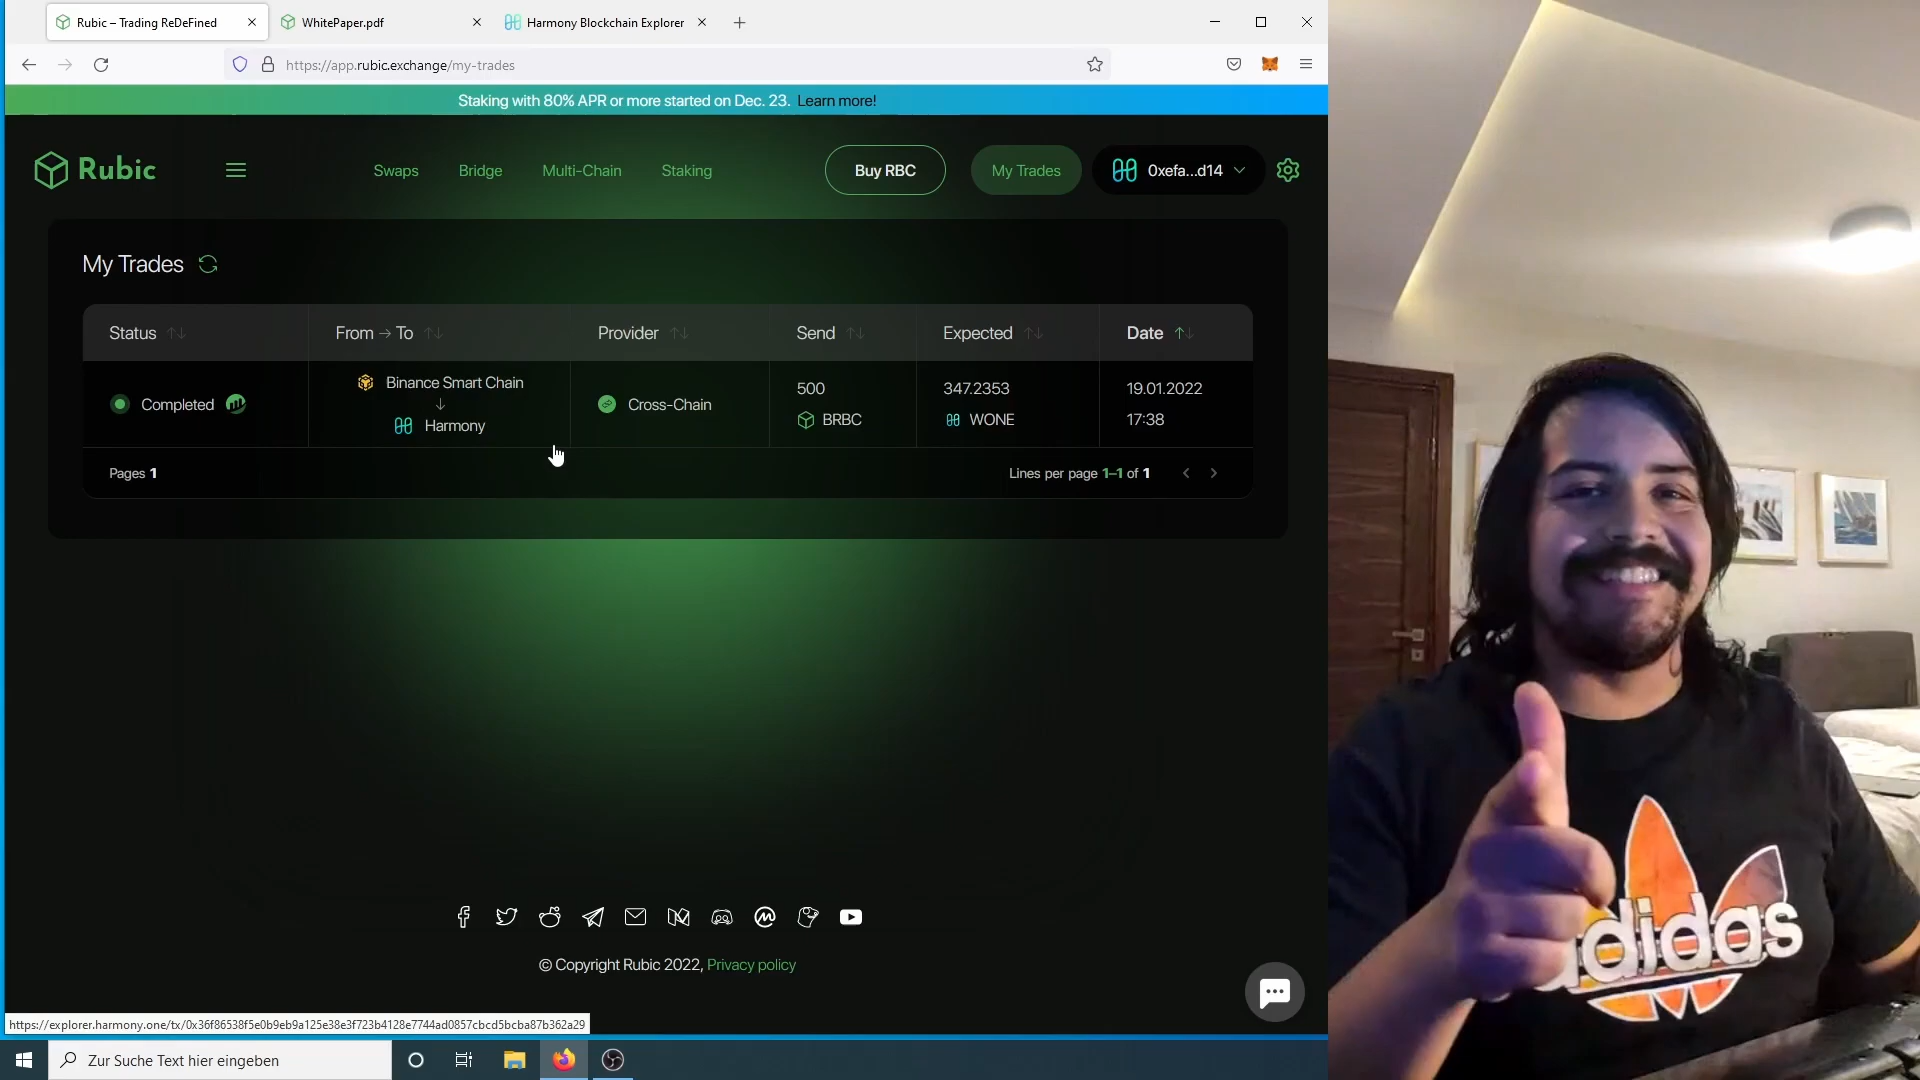 Rubic – Trading ReDeFined
WhitePaper.pdf
Harmony Blockchain Explorer
https://app.rubic.exchange/my-trades
Staking with 80% APR or more started on Dec. 23. Learn more!
Rubic
Swaps
Bridge
Multi-Chain
Staking
Buy RBC
My Trades
0xefa...d14
My Trades
Status
From → To
Provider
Send
Expected
Date
Completed
Binance Smart Chain
↓
Harmony
Cross-Chain
500
BRBC
347.2353
WONE
19.01.2022
17:38
Pages 1
Lines per page 1–1 of 1
© Copyright Rubic 2022, Privacy policy
https://explorer.harmony.one/tx/0x36f86538f5e0b9eb9a125e38e3f723b4128e7744ad0857cbcd5bcba87b362a29
Zur Suche Text hier eingeben
adidas